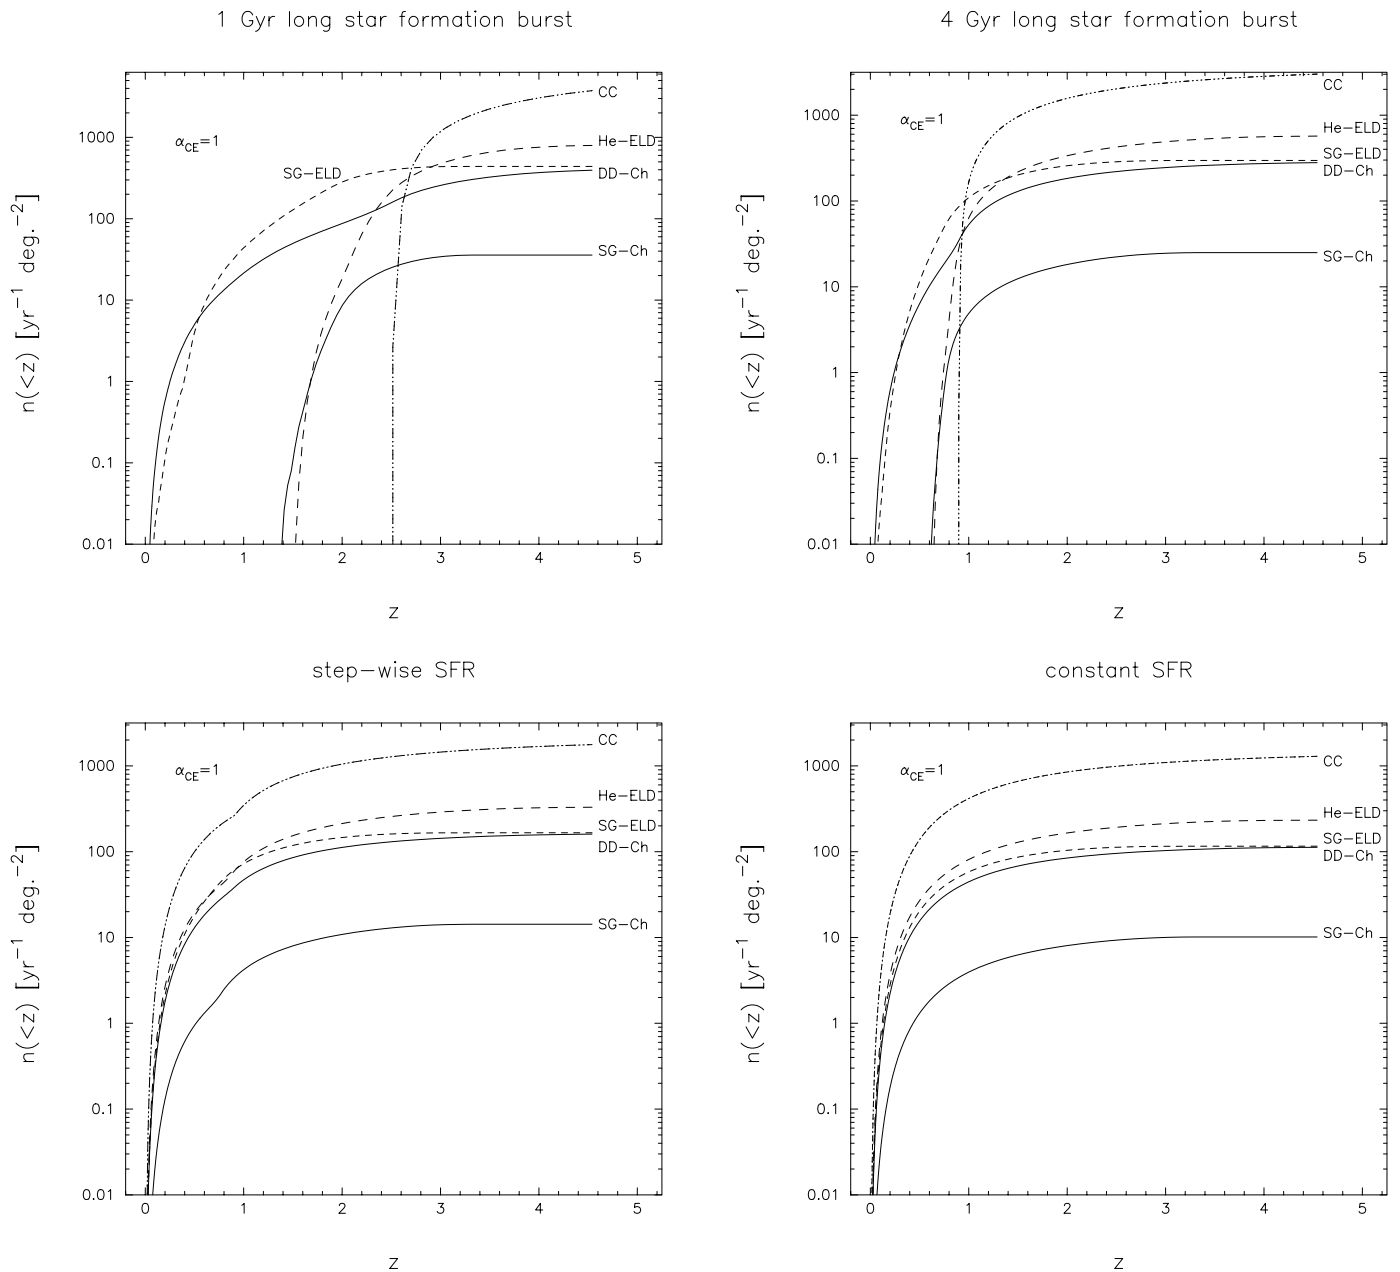 1 Gyr long star formation burst
n(<z) [yr⁻¹ deg.⁻²]
1000
100
10
1
0.1
0.01
α_CE=1
CC
He-ELD
SG-ELD
DD-Ch
SG-Ch
0 1 2 3 4 5
z
4 Gyr long star formation burst
n(<z) [yr⁻¹ deg.⁻²]
1000
100
10
1
0.1
0.01
α_CE=1
CC
He-ELD
SG-ELD
DD-Ch
SG-Ch
0 1 2 3 4 5
z
step-wise SFR
n(<z) [yr⁻¹ deg.⁻²]
1000
100
10
1
0.1
0.01
α_CE=1
CC
He-ELD
SG-ELD
DD-Ch
SG-Ch
0 1 2 3 4 5
z
constant SFR
n(<z) [yr⁻¹ deg.⁻²]
1000
100
10
1
0.1
0.01
α_CE=1
CC
He-ELD
SG-ELD
DD-Ch
SG-Ch
0 1 2 3 4 5
z